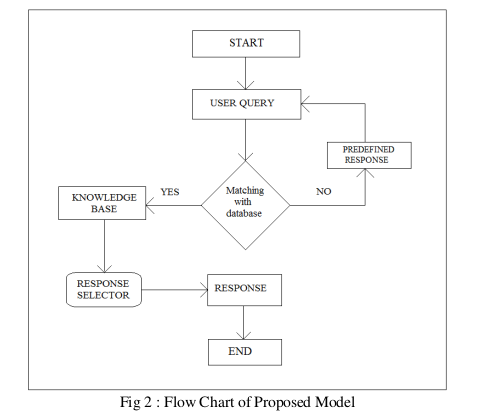 START
USER QUERY
PREDEFINED
RESPONSE
Matching
with
database
YES
NO
KNOWLEDGE
BASE
RESPONSE
SELECTOR
RESPONSE
END
Fig 2 : Flow Chart of Proposed Model